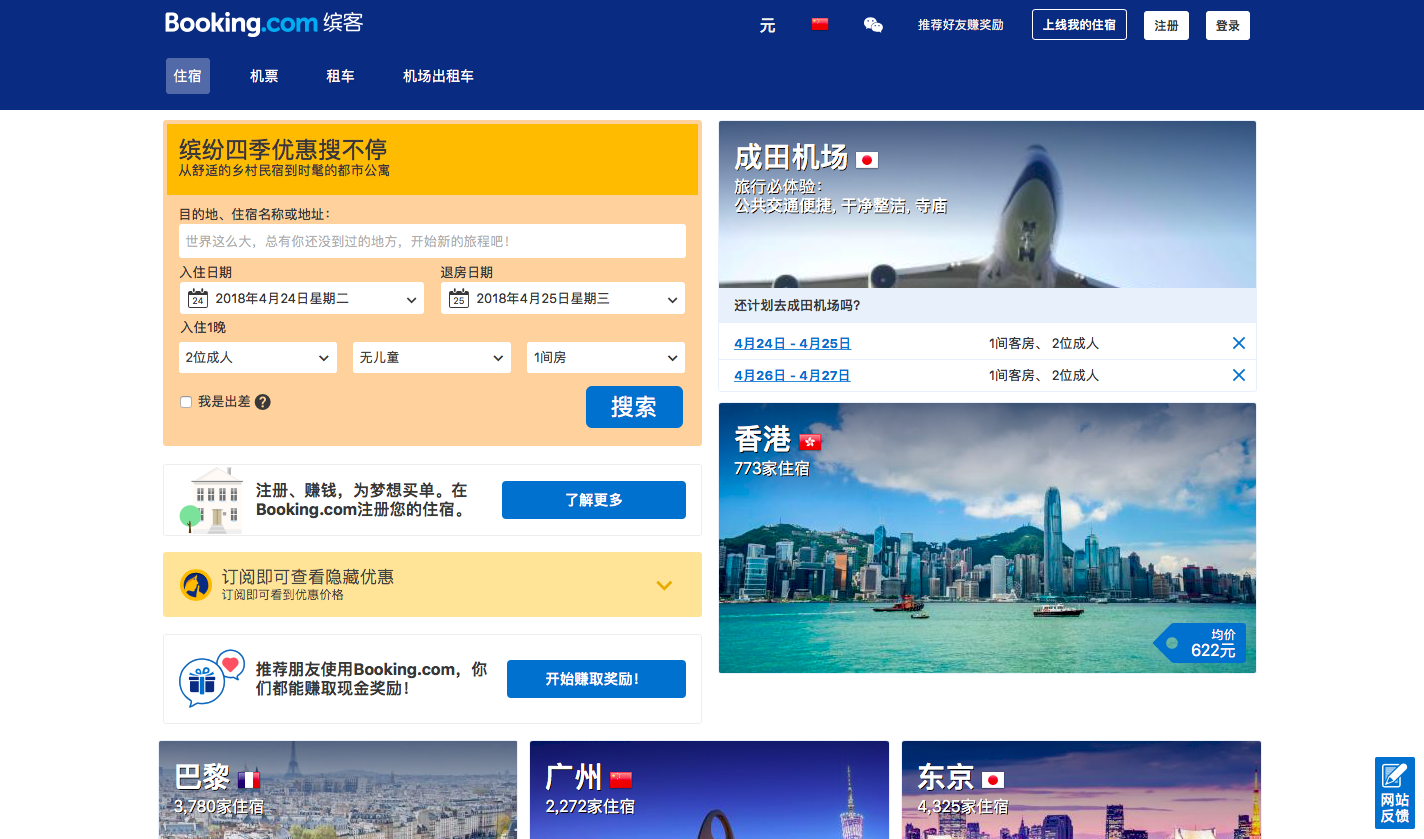 Booking.com 缤客
元
推荐好友赚奖励
上线我的住宿
注册
登录
住宿
机票
租车
机场出租车
缤纷四季优惠搜不停
从舒适的乡村民宿到时髦的都市公寓
目的地、住宿名称或地址：
世界这么大，总有你还没到过的地方，开始新的旅程吧！
入住日期
退房日期
24 2018年4月24日星期二
25 2018年4月25日星期三
入住1晚
2位成人
无儿童
1间房
我是出差 ?
搜索
注册、赚钱，为梦想买单。在
Booking.com注册您的住宿。
了解更多
订阅即可查看隐藏优惠
订阅即可看到优惠价格
推荐朋友使用Booking.com，你
们都能赚取现金奖励！
开始赚取奖励！
成田机场
旅行必体验：
公共交通便捷, 干净整洁, 寺庙
还计划去成田机场吗?
4月24日 - 4月25日
1间客房、 2位成人
4月26日 - 4月27日
1间客房、 2位成人
香港
773家住宿
均价
622元
巴黎
3,780家住宿
广州
2,272家住宿
东京
4,325家住宿
网站
反馈